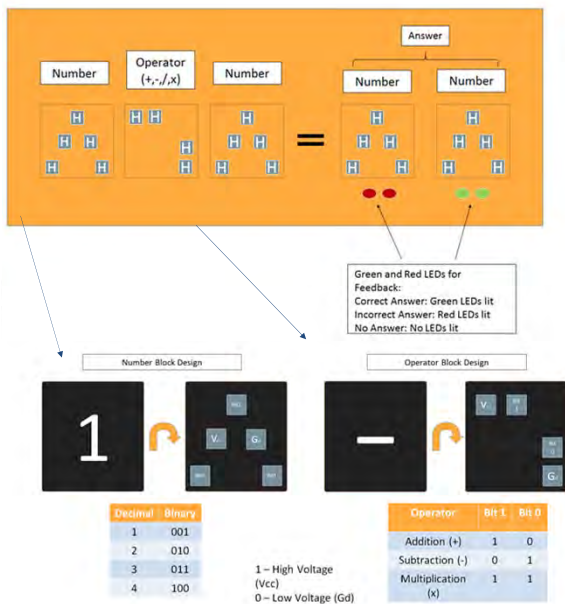 Answer
Number
Operator
(+,-,/,x)
Number
Number
Number
H
H H
H
H H
H
H
H H
H
H
H H
H
H
H H
H
H H
H H
H H
H H
=
Green and Red LEDs for
Feedback:
Correct Answer: Green LEDs lit
Incorrect Answer: Red LEDs lit
No Answer: No LEDs lit
Number Block Design
Operator Block Design
1
V
G
–
V
G
Decimal Binary
1 001
2 010
3 011
4 100
1 – High Voltage
(Vcc)
0 – Low Voltage (Gd)
Operator Bit 1 Bit 0
Addition (+) 1 0
Subtraction (-) 0 1
Multiplication
(x) 1 1